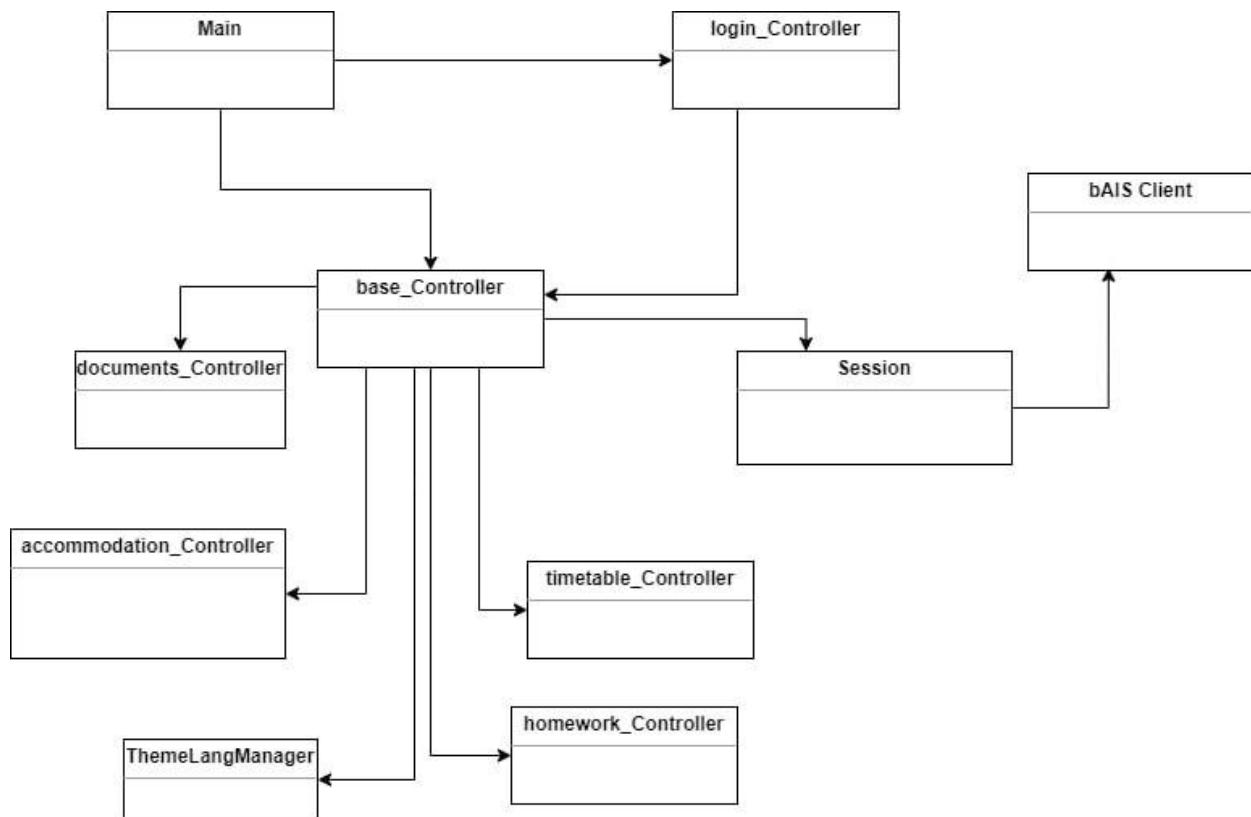 Main
login_Controller
bAIS Client
base_Controller
documents_Controller
Session
accommodation_Controller
timetable_Controller
homework_Controller
ThemeLangManager